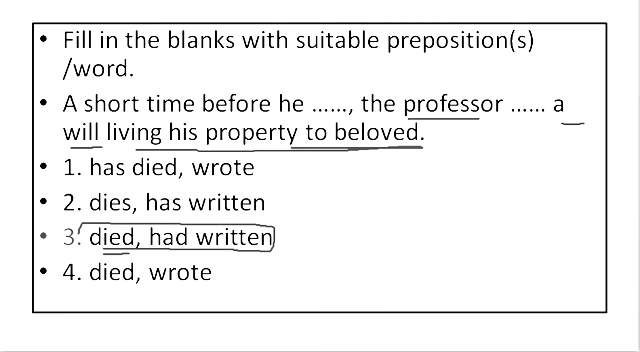 • Fill in the blanks with suitable preposition(s)
/word.
• A short time before he ……, the professor …… a
will living his property to beloved.
• 1. has died, wrote
• 2. dies, has written
• 3. died, had written
• 4. died, wrote